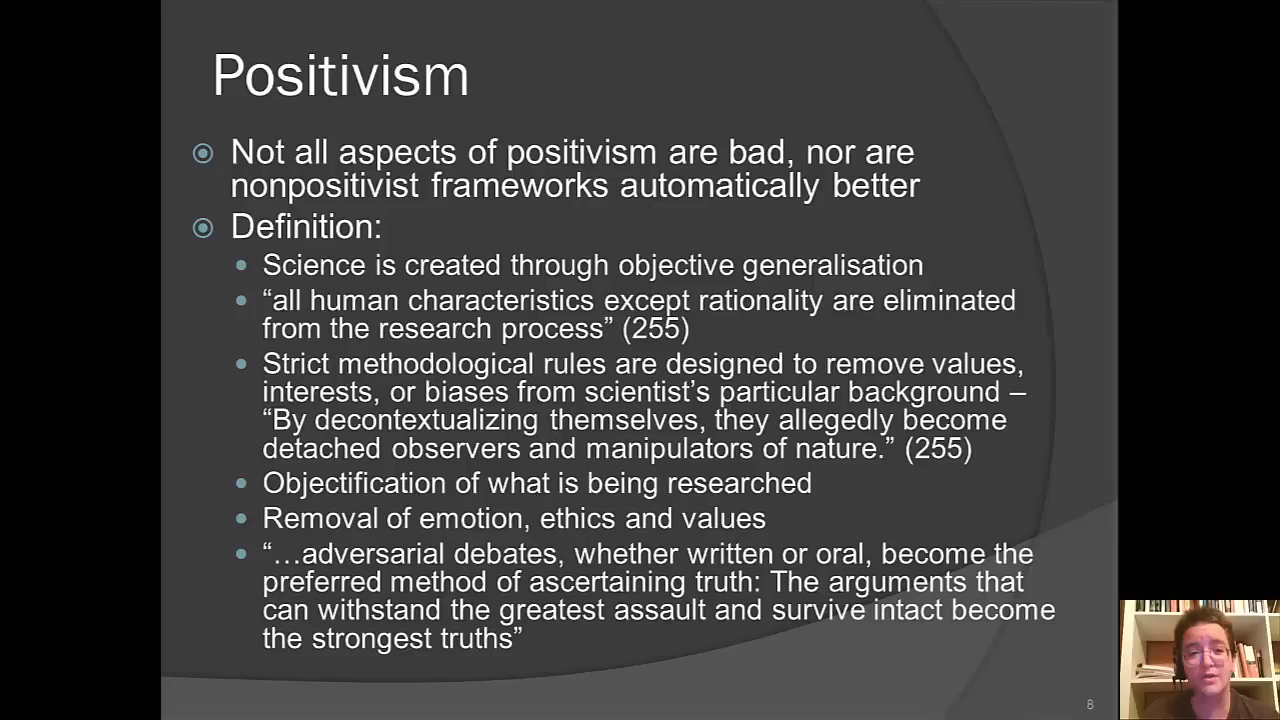 Positivism
Not all aspects of positivism are bad, nor are
nonpositivist frameworks automatically better
Definition:
Science is created through objective generalisation
“all human characteristics except rationality are eliminated
from the research process” (255)
Strict methodological rules are designed to remove values,
interests, or biases from scientist’s particular background –
“By decontextualizing themselves, they allegedly become
detached observers and manipulators of nature.” (255)
Objectification of what is being researched
Removal of emotion, ethics and values
“…adversarial debates, whether written or oral, become the
preferred method of ascertaining truth: The arguments that
can withstand the greatest assault and survive intact become
the strongest truths”
8